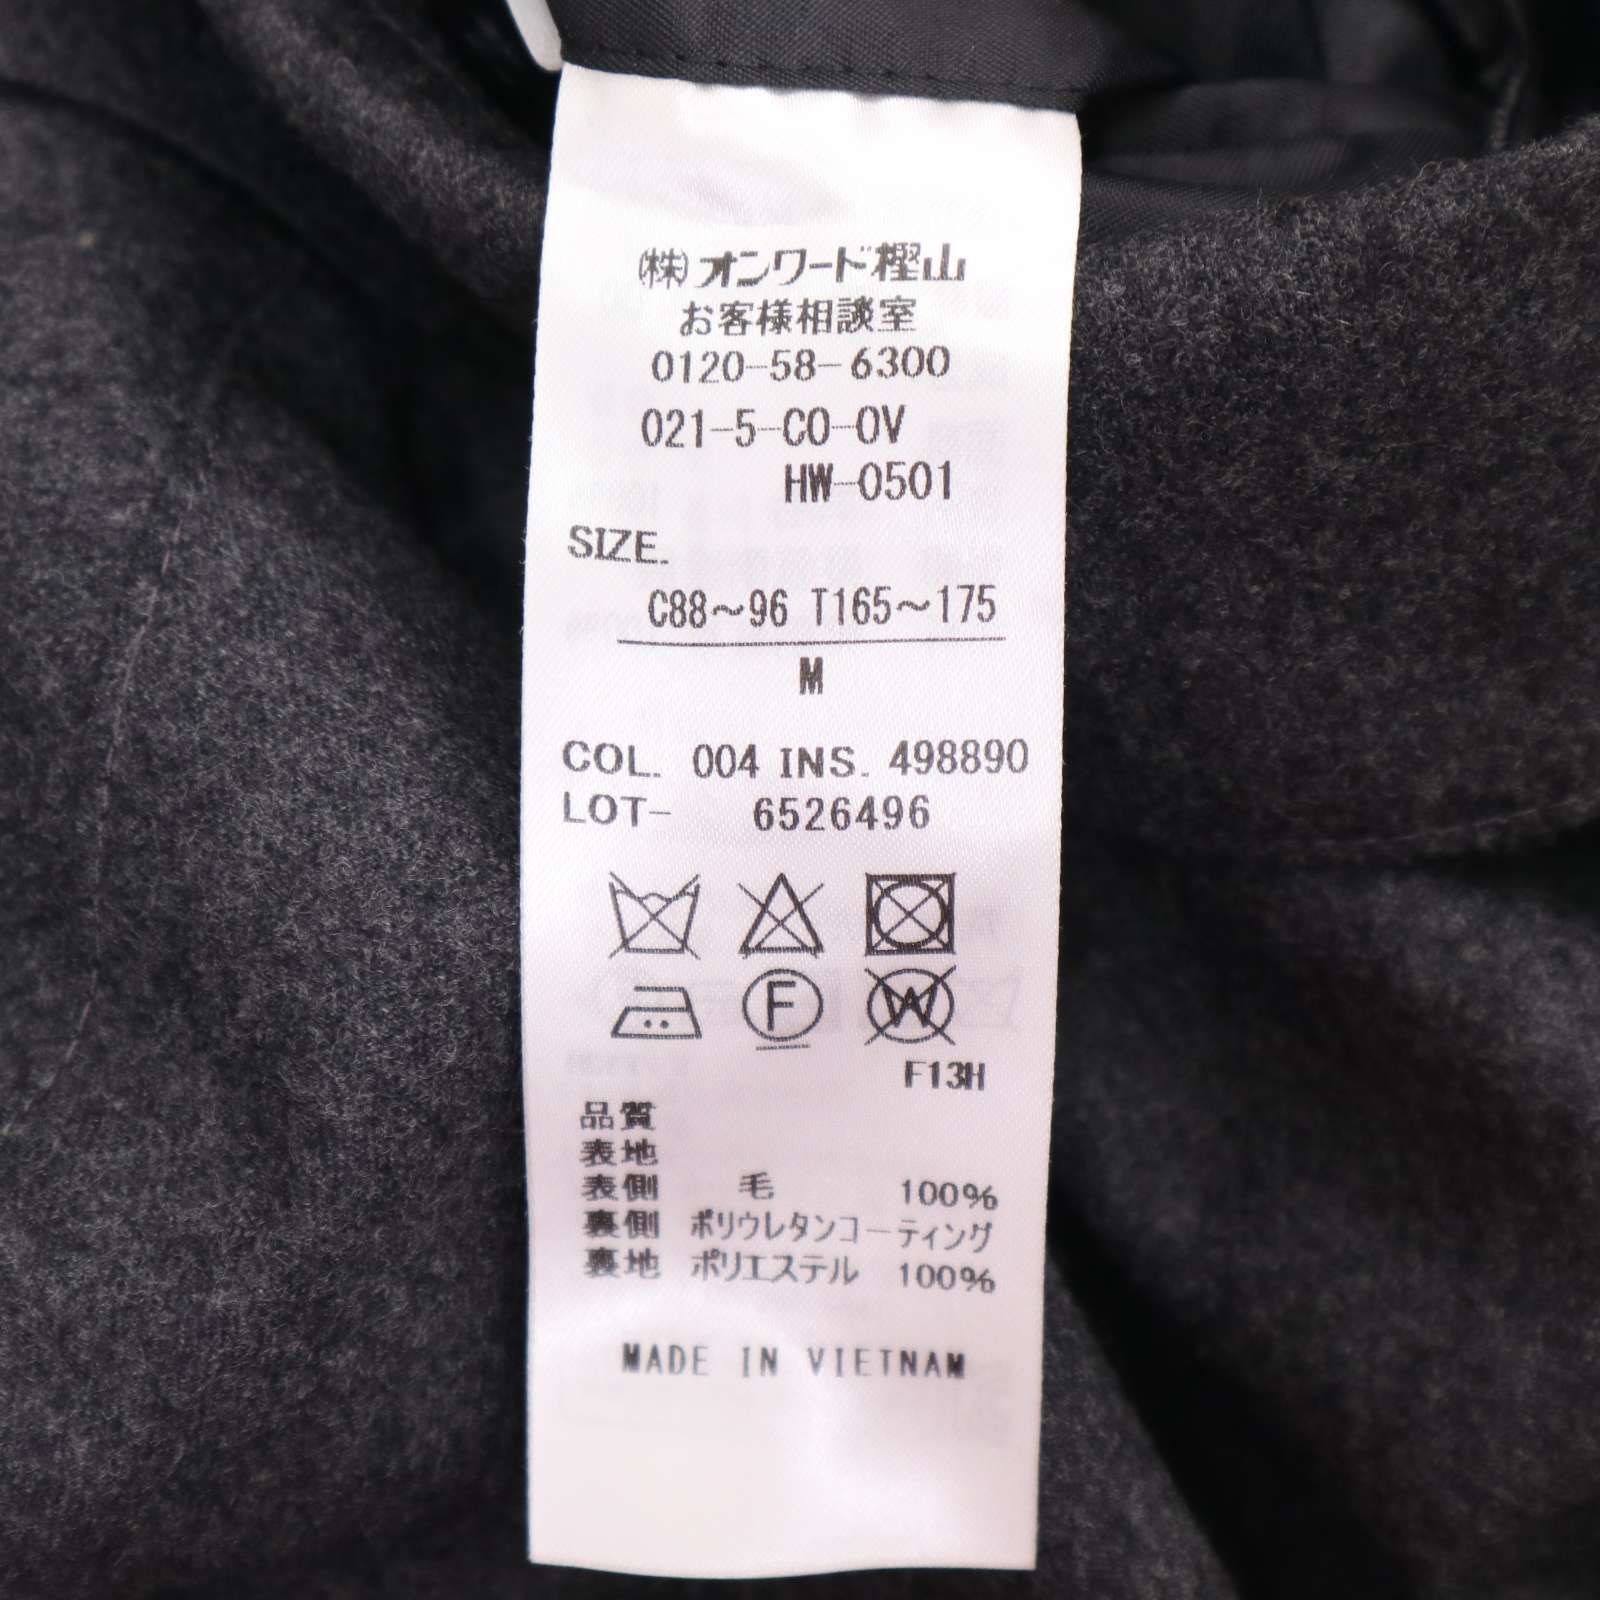 (株)オンワード樫山
お客様相談室
0120-58-6300
021-5-CO-OV
HW-0501
SIZE.
C88〜96 T165〜175
M
COL. 004 INS. 498890
LOT- 6526496
F
W
F13H
品質
表地
表側 毛 100%
裏側 ポリウレタンコーティング
裏地 ポリエステル 100%
MADE IN VIETNAM